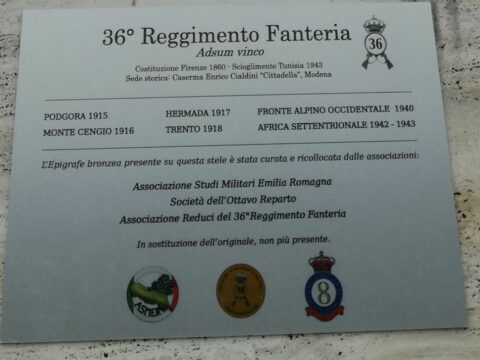 36° Reggimento Fanteria
36
Adsum vinco
Costituzione Firenze 1860 - Scioglimento Tunisia 1943
Sede storica: Caserma Enrico Cialdini "Cittadella", Modena
PODGORA 1915 HERMADA 1917 FRONTE ALPINO OCCIDENTALE 1940
MONTE CENGIO 1916 TRENTO 1918 AFRICA SETTENTRIONALE 1942 - 1943
L'Epigrafe bronzea presente su questa stele è stata curata e ricollocata dalle associazioni:
Associazione Studi Militari Emilia Romagna
Società dell'Ottavo Reparto
Associazione Reduci del 36°Reggimento Fanteria
In sostituzione dell'originale, non più presente.
ASMER
36
8